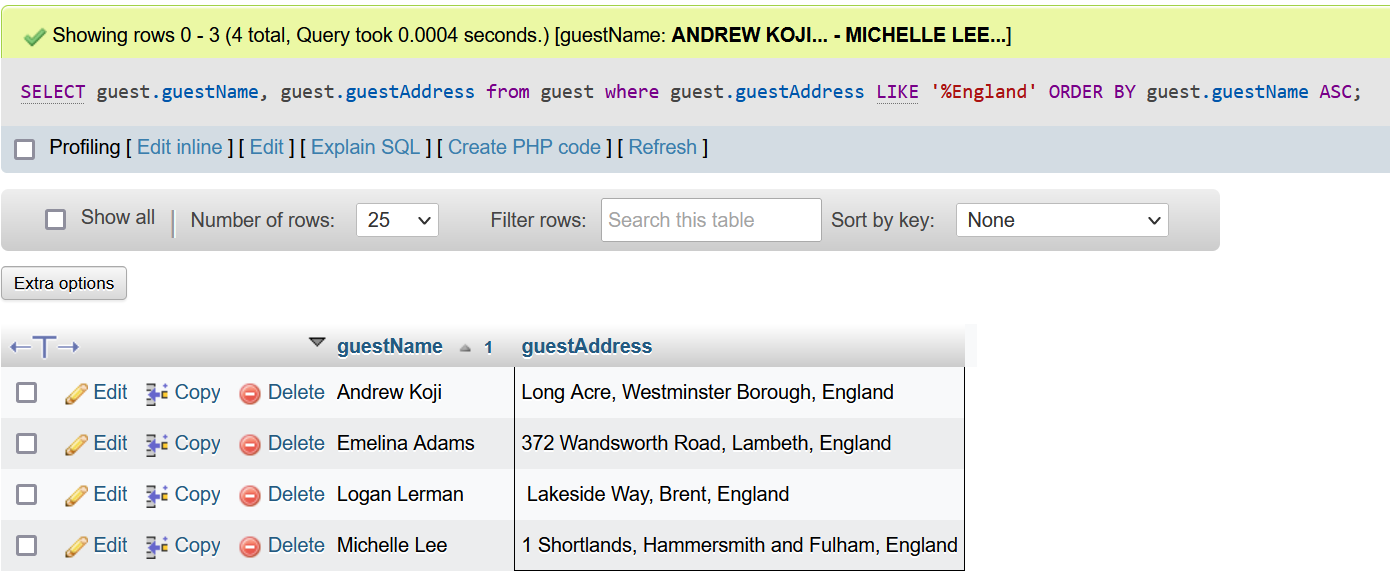 Showing rows 0 - 3 (4 total, Query took 0.0004 seconds.) [guestName: ANDREW KOJI... - MICHELLE LEE...]
SELECT guest.guestName, guest.guestAddress from guest where guest.guestAddress LIKE '%England' ORDER BY guest.guestName ASC;
Profiling [ Edit inline ] [ Edit ] [ Explain SQL ] [ Create PHP code ] [ Refresh ]
Show all Number of rows: 25 Filter rows: Search this table Sort by key: None
Extra options
←T→ guestName 1 guestAddress
Edit Copy Delete Andrew Koji Long Acre, Westminster Borough, England
Edit Copy Delete Emelina Adams 372 Wandsworth Road, Lambeth, England
Edit Copy Delete Logan Lerman Lakeside Way, Brent, England
Edit Copy Delete Michelle Lee 1 Shortlands, Hammersmith and Fulham, England